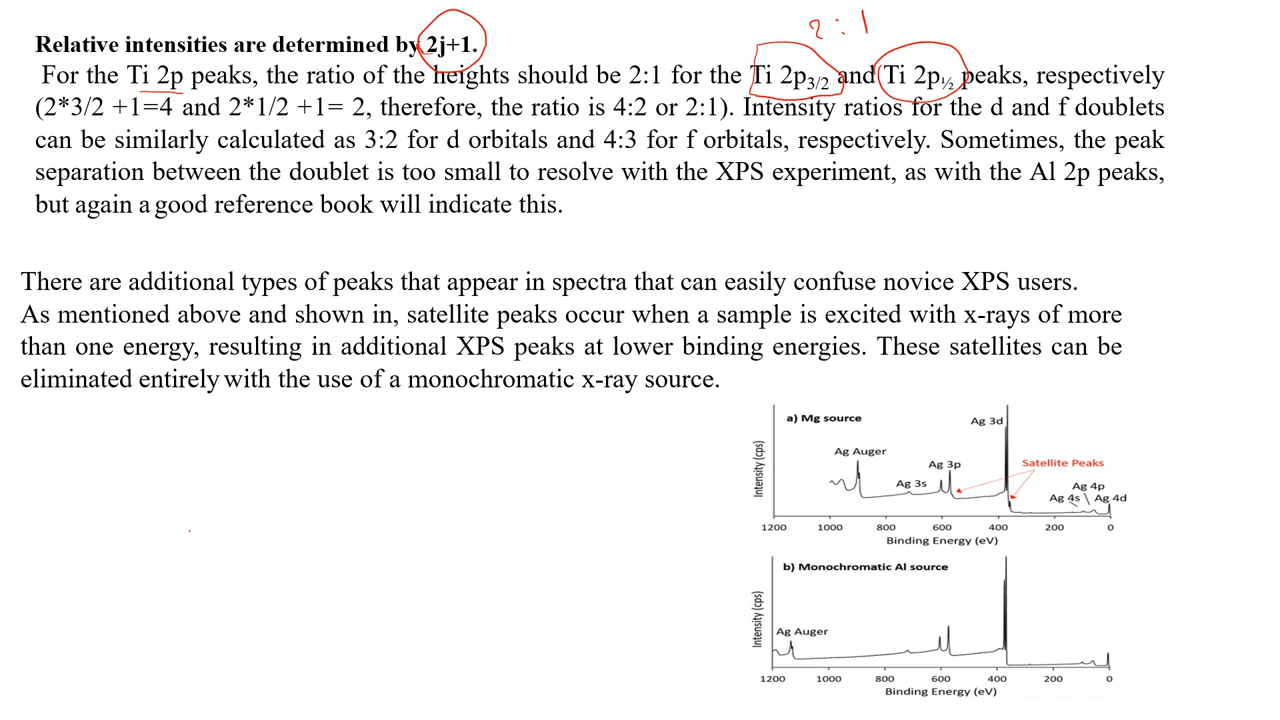 2 : 1
Relative intensities are determined by 2j+1.
For the Ti 2p peaks, the ratio of the heights should be 2:1 for the Ti 2p3/2 and Ti 2p½ peaks, respectively
(2*3/2 +1=4 and 2*1/2 +1= 2, therefore, the ratio is 4:2 or 2:1). Intensity ratios for the d and f doublets
can be similarly calculated as 3:2 for d orbitals and 4:3 for f orbitals, respectively. Sometimes, the peak
separation between the doublet is too small to resolve with the XPS experiment, as with the Al 2p peaks,
but again a good reference book will indicate this.
There are additional types of peaks that appear in spectra that can easily confuse novice XPS users.
As mentioned above and shown in, satellite peaks occur when a sample is excited with x-rays of more
than one energy, resulting in additional XPS peaks at lower binding energies. These satellites can be
eliminated entirely with the use of a monochromatic x-ray source.
a) Mg source
Ag 3d
Ag Auger
Ag 3p
Satellite Peaks
Ag 3s
Ag 4p
Ag 4s \ Ag 4d
Intensity (cps)
1200 1000 800 600 400 200 0
Binding Energy (eV)
b) Monochromatic Al source
Intensity (cps)
Ag Auger
1200 1000 800 600 400 200 0
Binding Energy (eV)